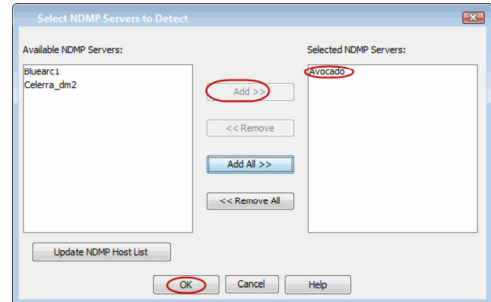 Select NDMP Servers to Detect
Available NDMP Servers:
Selected NDMP Servers:
Bluearc1
Celerra_dm2
Avocado
Add >>
<< Remove
Add All >>
<< Remove All
Update NDMP Host List
OK
Cancel
Help